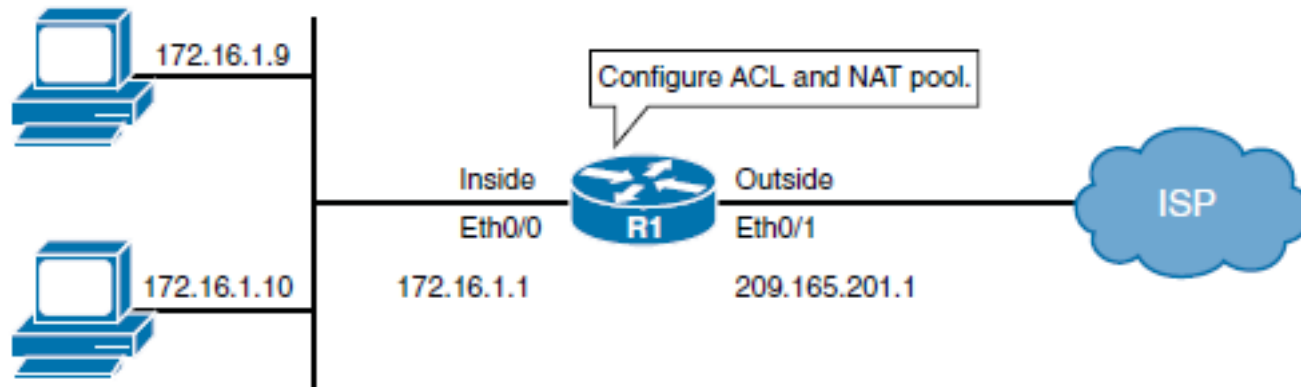 172.16.1.9
Configure ACL and NAT pool.
Inside
Outside
Eth0/0
R1
Eth0/1
ISP
172.16.1.10
172.16.1.1
209.165.201.1